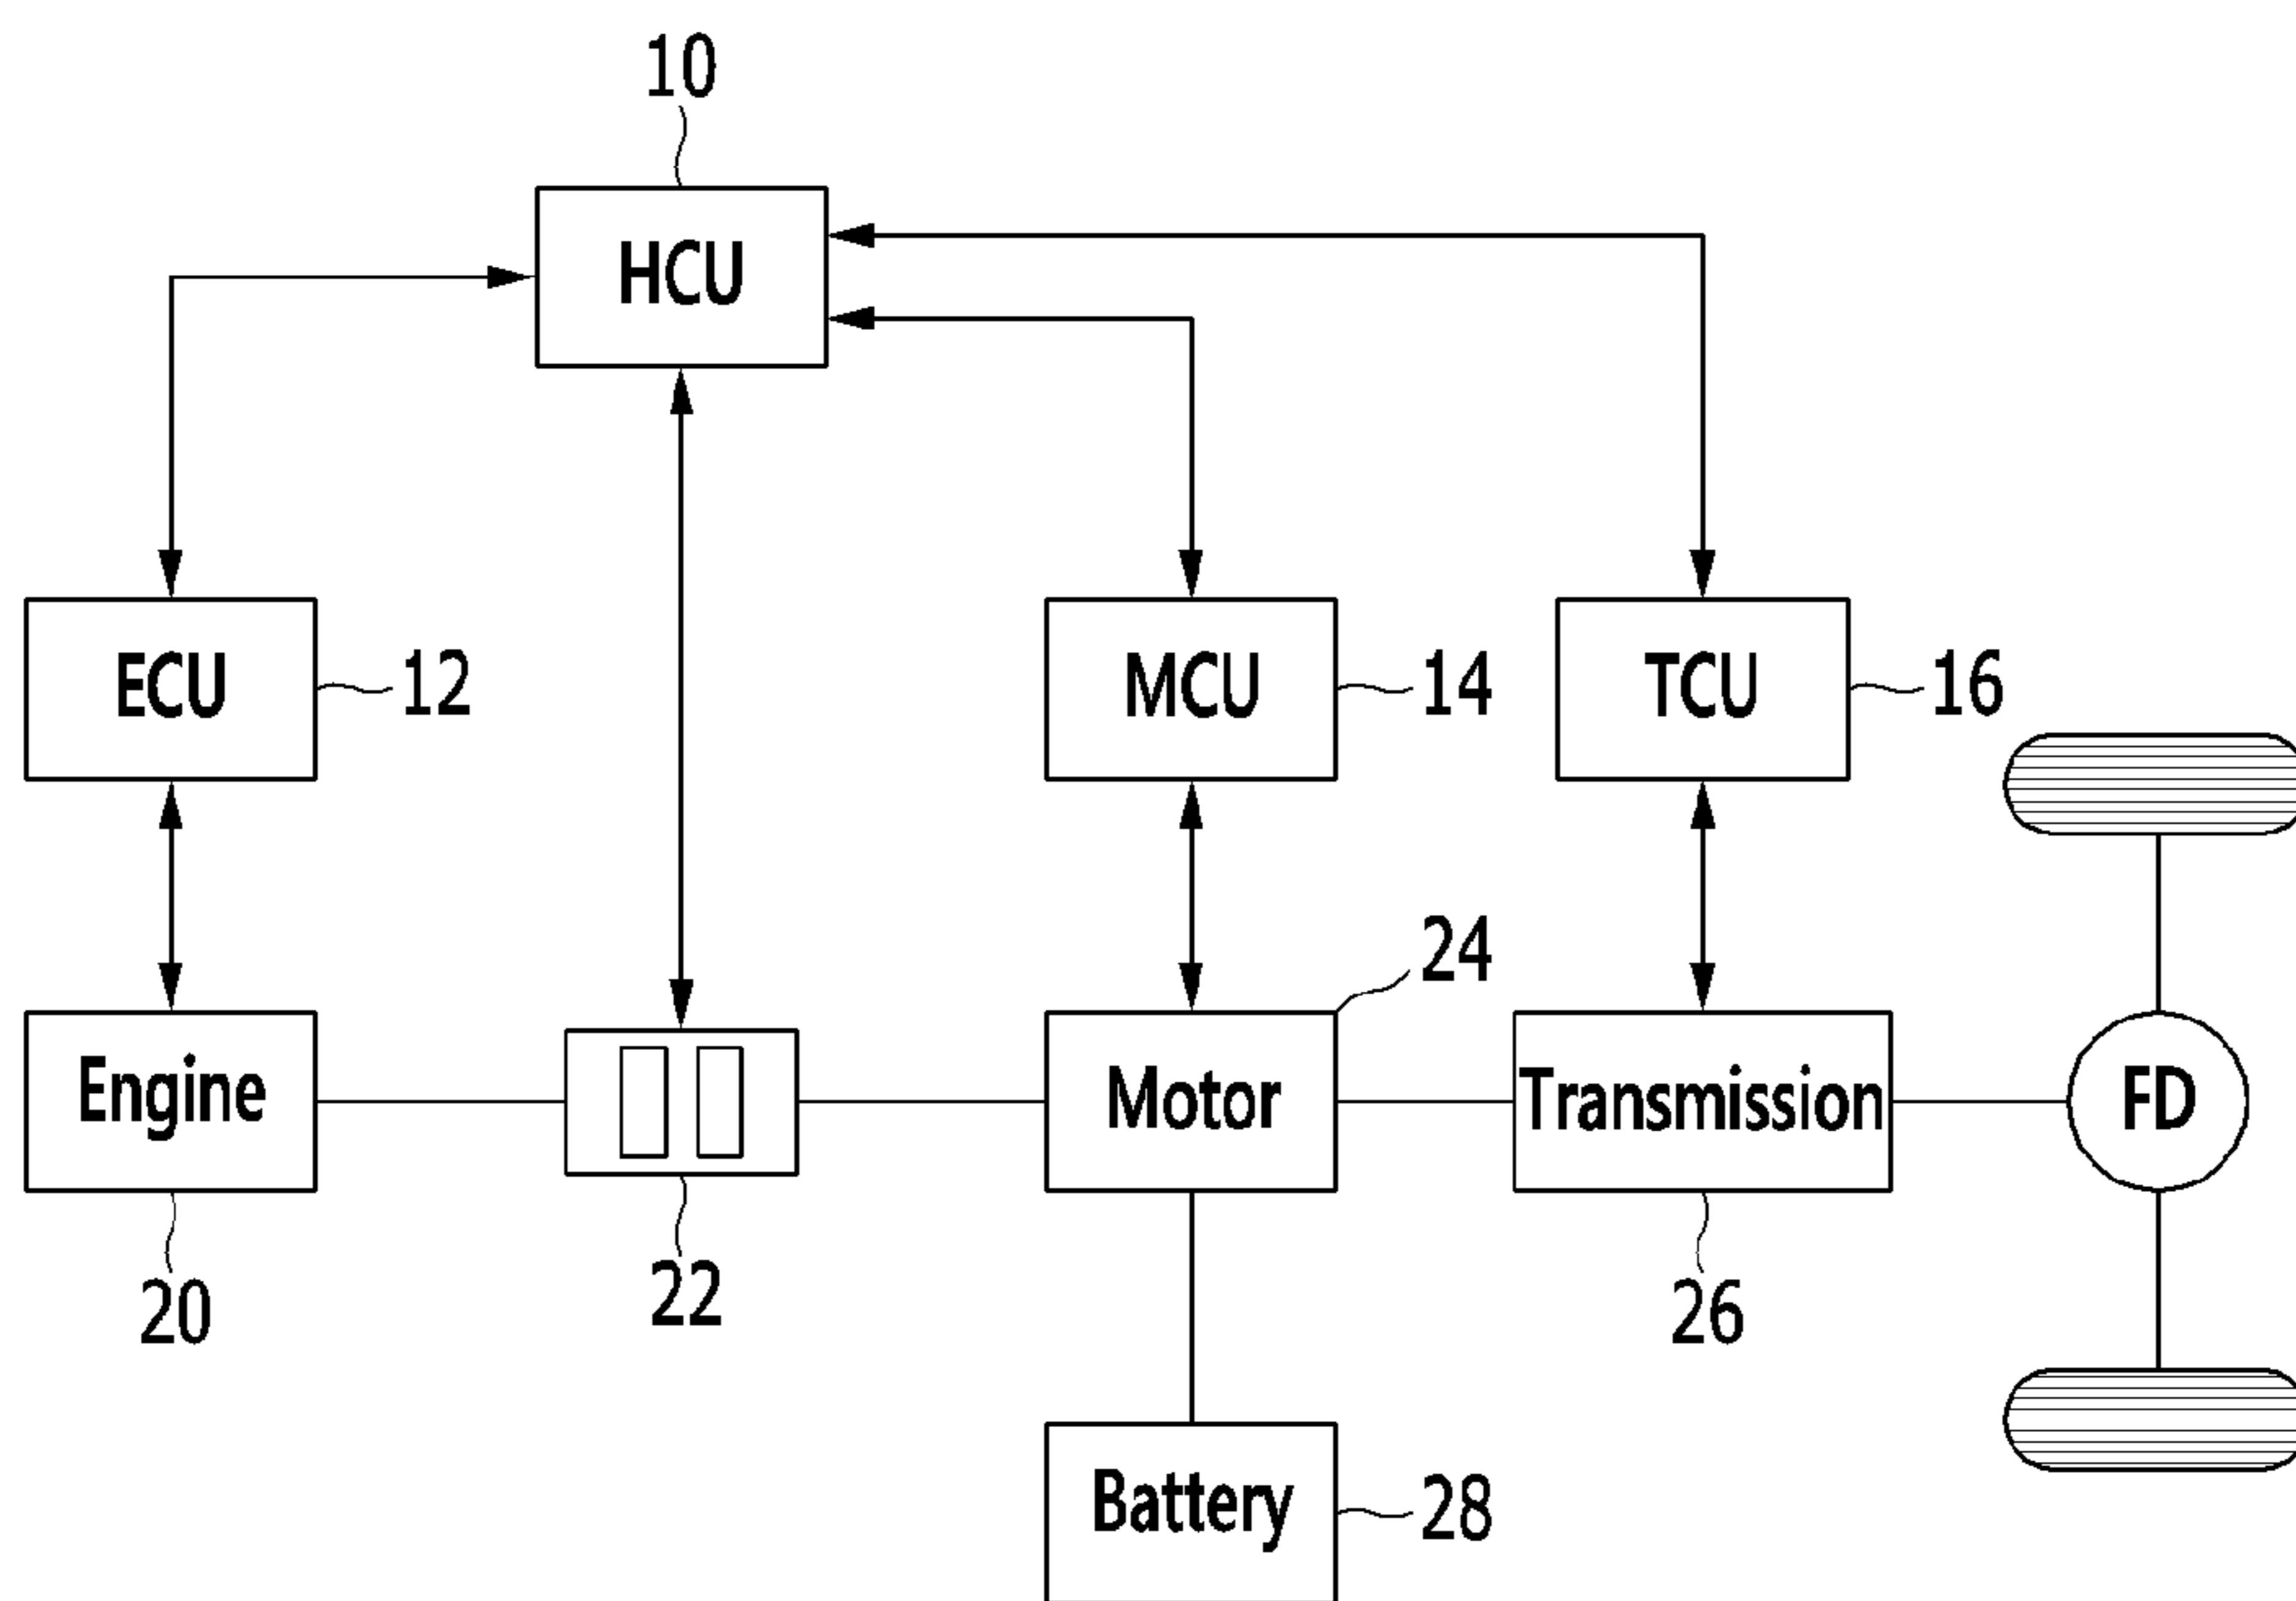 10
HCU
ECU
12
MCU
14
TCU
16
24
Engine
Motor
Transmission
FD
20
22
26
Battery
28